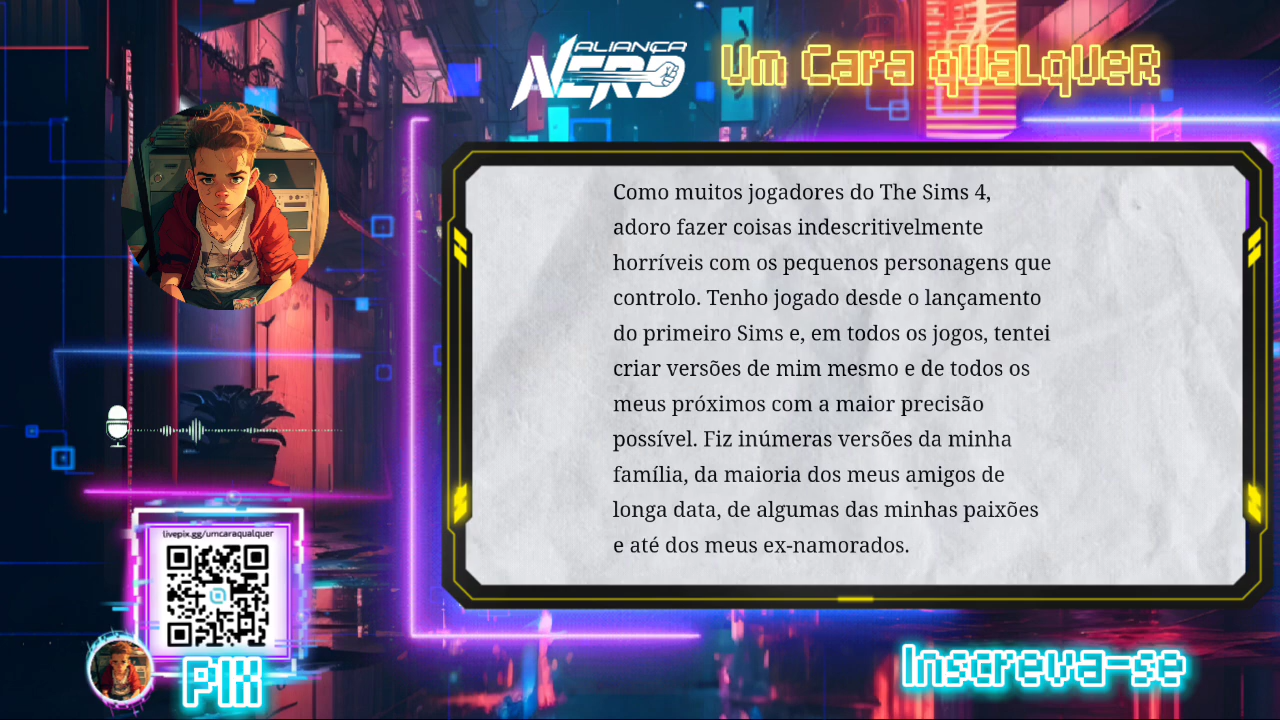 ALIANÇA
NERD
Um Cara qUaLqUeR
Como muitos jogadores do The Sims 4,
adoro fazer coisas indescritivelmente
horríveis com os pequenos personagens que
controlo. Tenho jogado desde o lançamento
do primeiro Sims e, em todos os jogos, tentei
criar versões de mim mesmo e de todos os
meus próximos com a maior precisão
possível. Fiz inúmeras versões da minha
família, da maioria dos meus amigos de
longa data, de algumas das minhas paixões
e até dos meus ex-namorados.
livepix.gg/umcaraqualquer
PIX
Inscreva-se